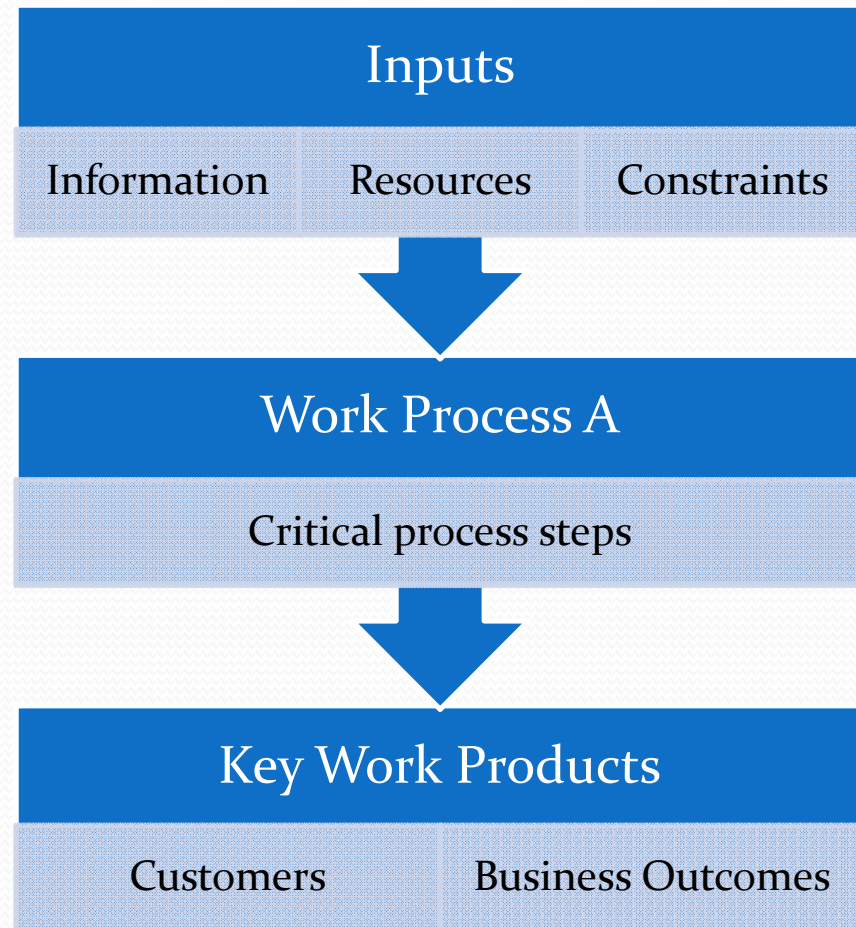 Inputs
Information Resources Constraints
Work Process A
Critical process steps
Key Work Products
Customers Business Outcomes